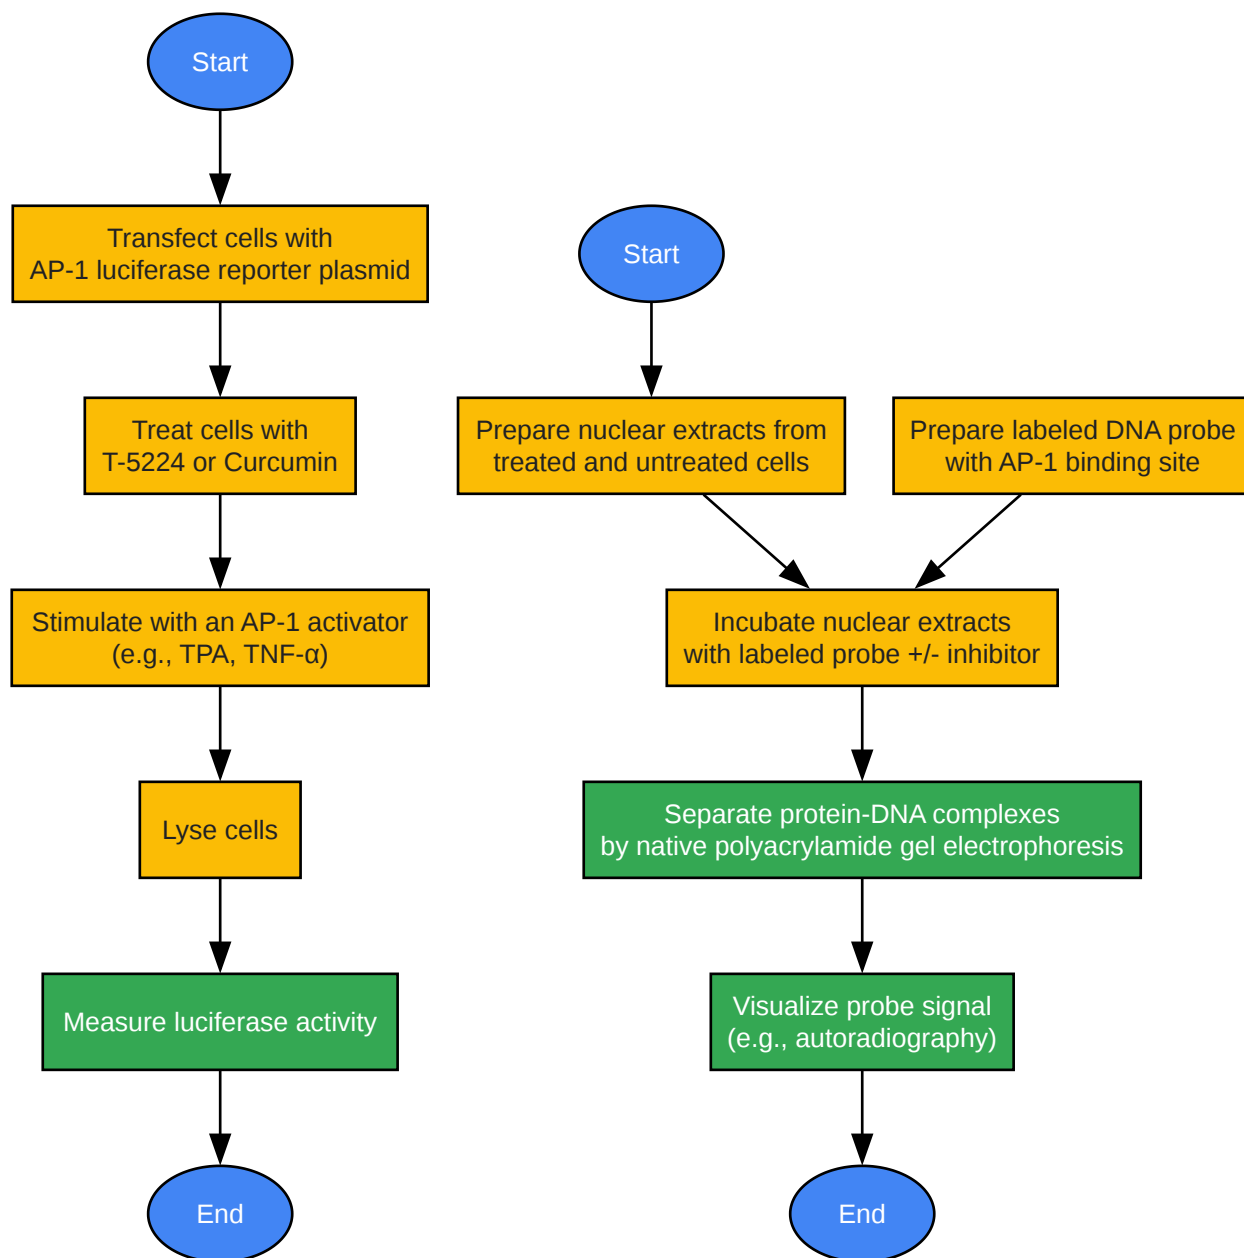 Start
Transfect cells with
AP-1 luciferase reporter plasmid
Treat cells with
T-5224 or Curcumin
Stimulate with an AP-1 activator
(e.g., TPA, TNF-α)
Lyse cells
Measure luciferase activity
End
Start
Prepare nuclear extracts from
treated and untreated cells
Prepare labeled DNA probe
with AP-1 binding site
Incubate nuclear extracts
with labeled probe +/- inhibitor
Separate protein-DNA complexes
by native polyacrylamide gel electrophoresis
Visualize probe signal
(e.g., autoradiography)
End